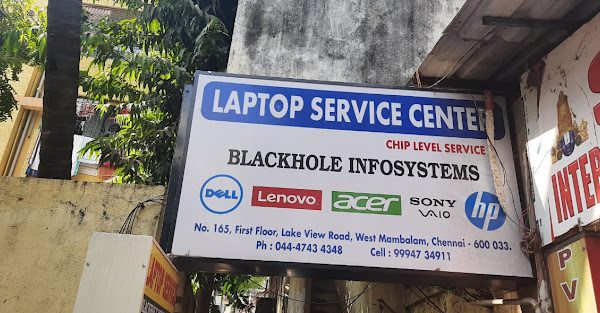 LAPTOP SERVICE CENTER
CHIP LEVEL SERVICE
BLACKHOLE INFOSYSTEMS
DELL Lenovo acer SONY VAIO hp
No. 165, First Floor, Lake View Road, West Mambalam, Chennai - 600 033.
Ph : 044-4743 4348 Cell : 99947 34911
INTER
P
V